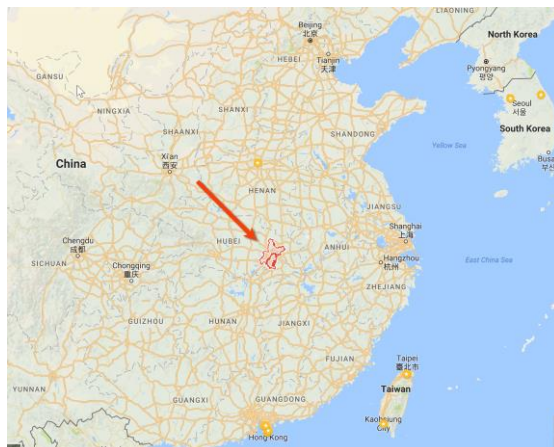 LIAONING
Beijing
北京
North Korea
GANSU
HEBEI
Tianjin
天津
Pyongyang
평양
NINGXIA
SHANXI
Seoul
서울
SHAANXI
SHANDONG
South Korea
Yellow Sea
China
Xi'an
西安
HENAN
JIANGSU
Shanghai
上海
HUBEI
ANHUI
Chengdu
成都
Hangzhou
杭州
East China Sea
SICHUAN
Chongqing
重庆
ZHEJIANG
GUIZHOU
HUNAN
JIANGXI
FUJIAN
Taipei
臺北市
YUNNAN
Taiwan
GUANGXI
GUANGDONG
Kaohsiung
City
Hong Kong